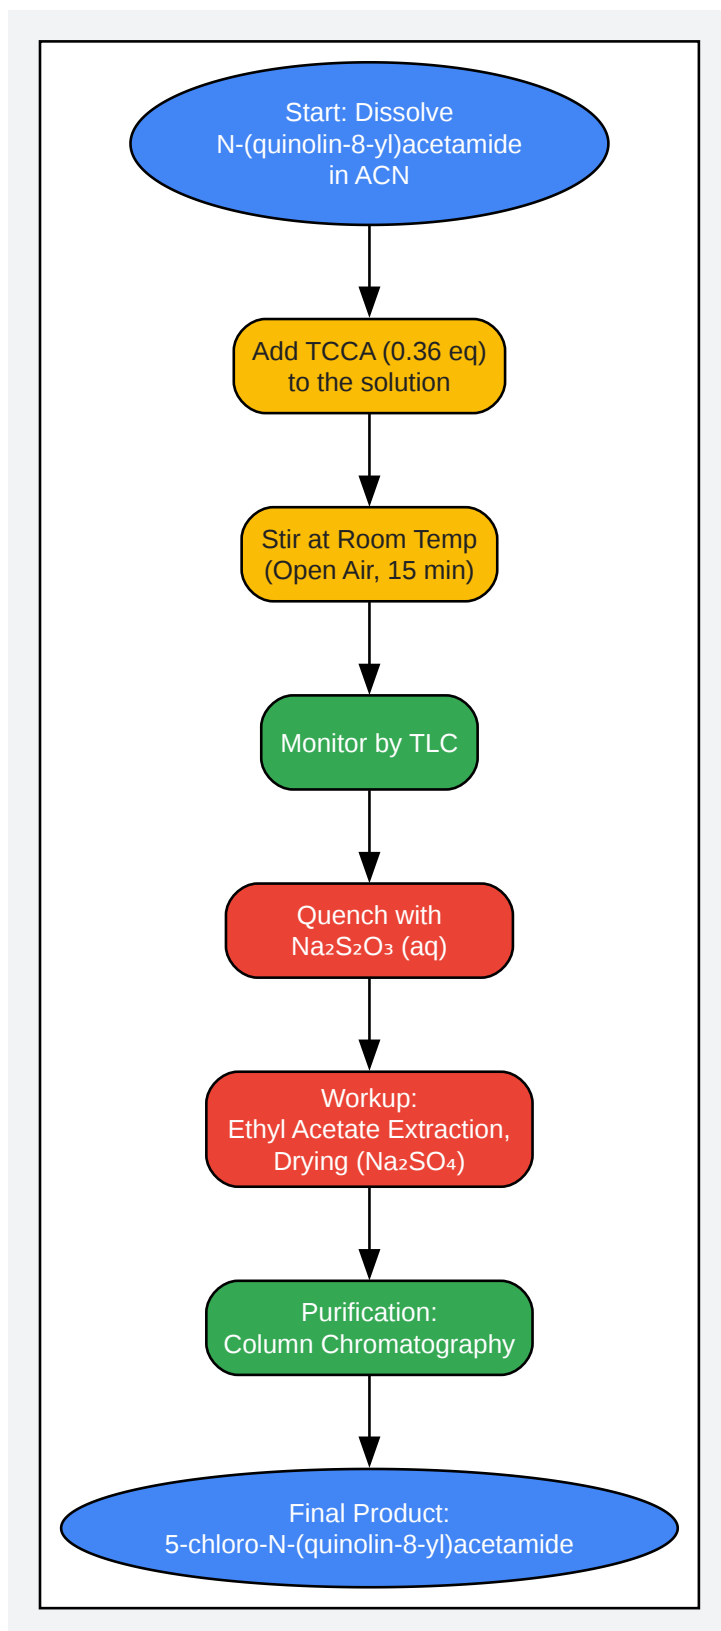 Start: Dissolve
N-(quinolin-8-yl)acetamide
in ACN
Add TCCA (0.36 eq)
to the solution
Stir at Room Temp
(Open Air, 15 min)
Monitor by TLC
Quench with
Na₂S₂O₃ (aq)
Workup:
Ethyl Acetate Extraction,
Drying (Na₂SO₄)
Purification:
Column Chromatography
Final Product:
5-chloro-N-(quinolin-8-yl)acetamide